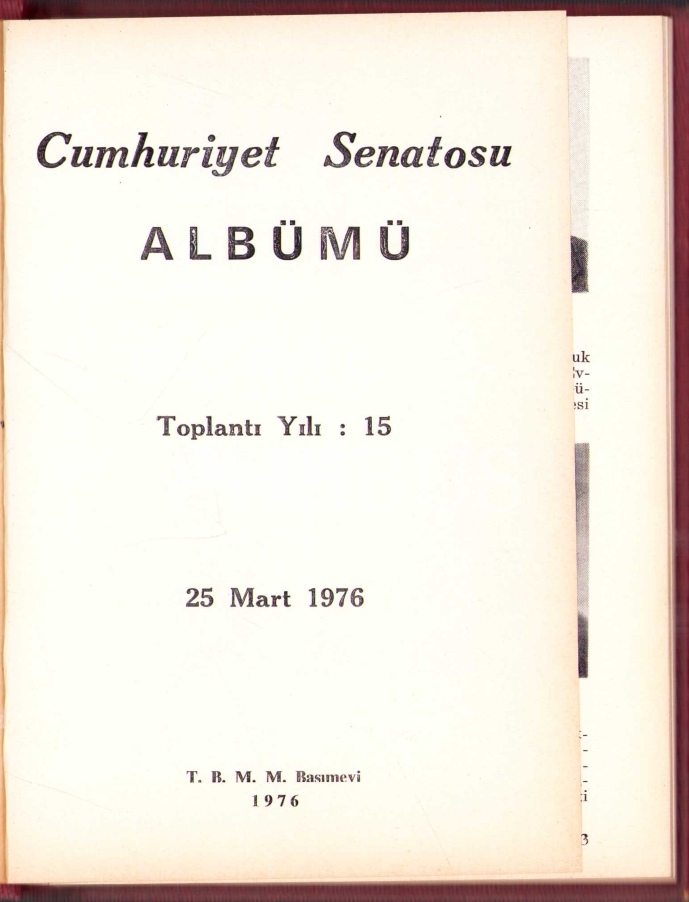 Cumhuriyet Senatosu
ALBÜMÜ
Toplantı Yılı : 15
25 Mart 1976
T. B. M. M. Basımevi
1976